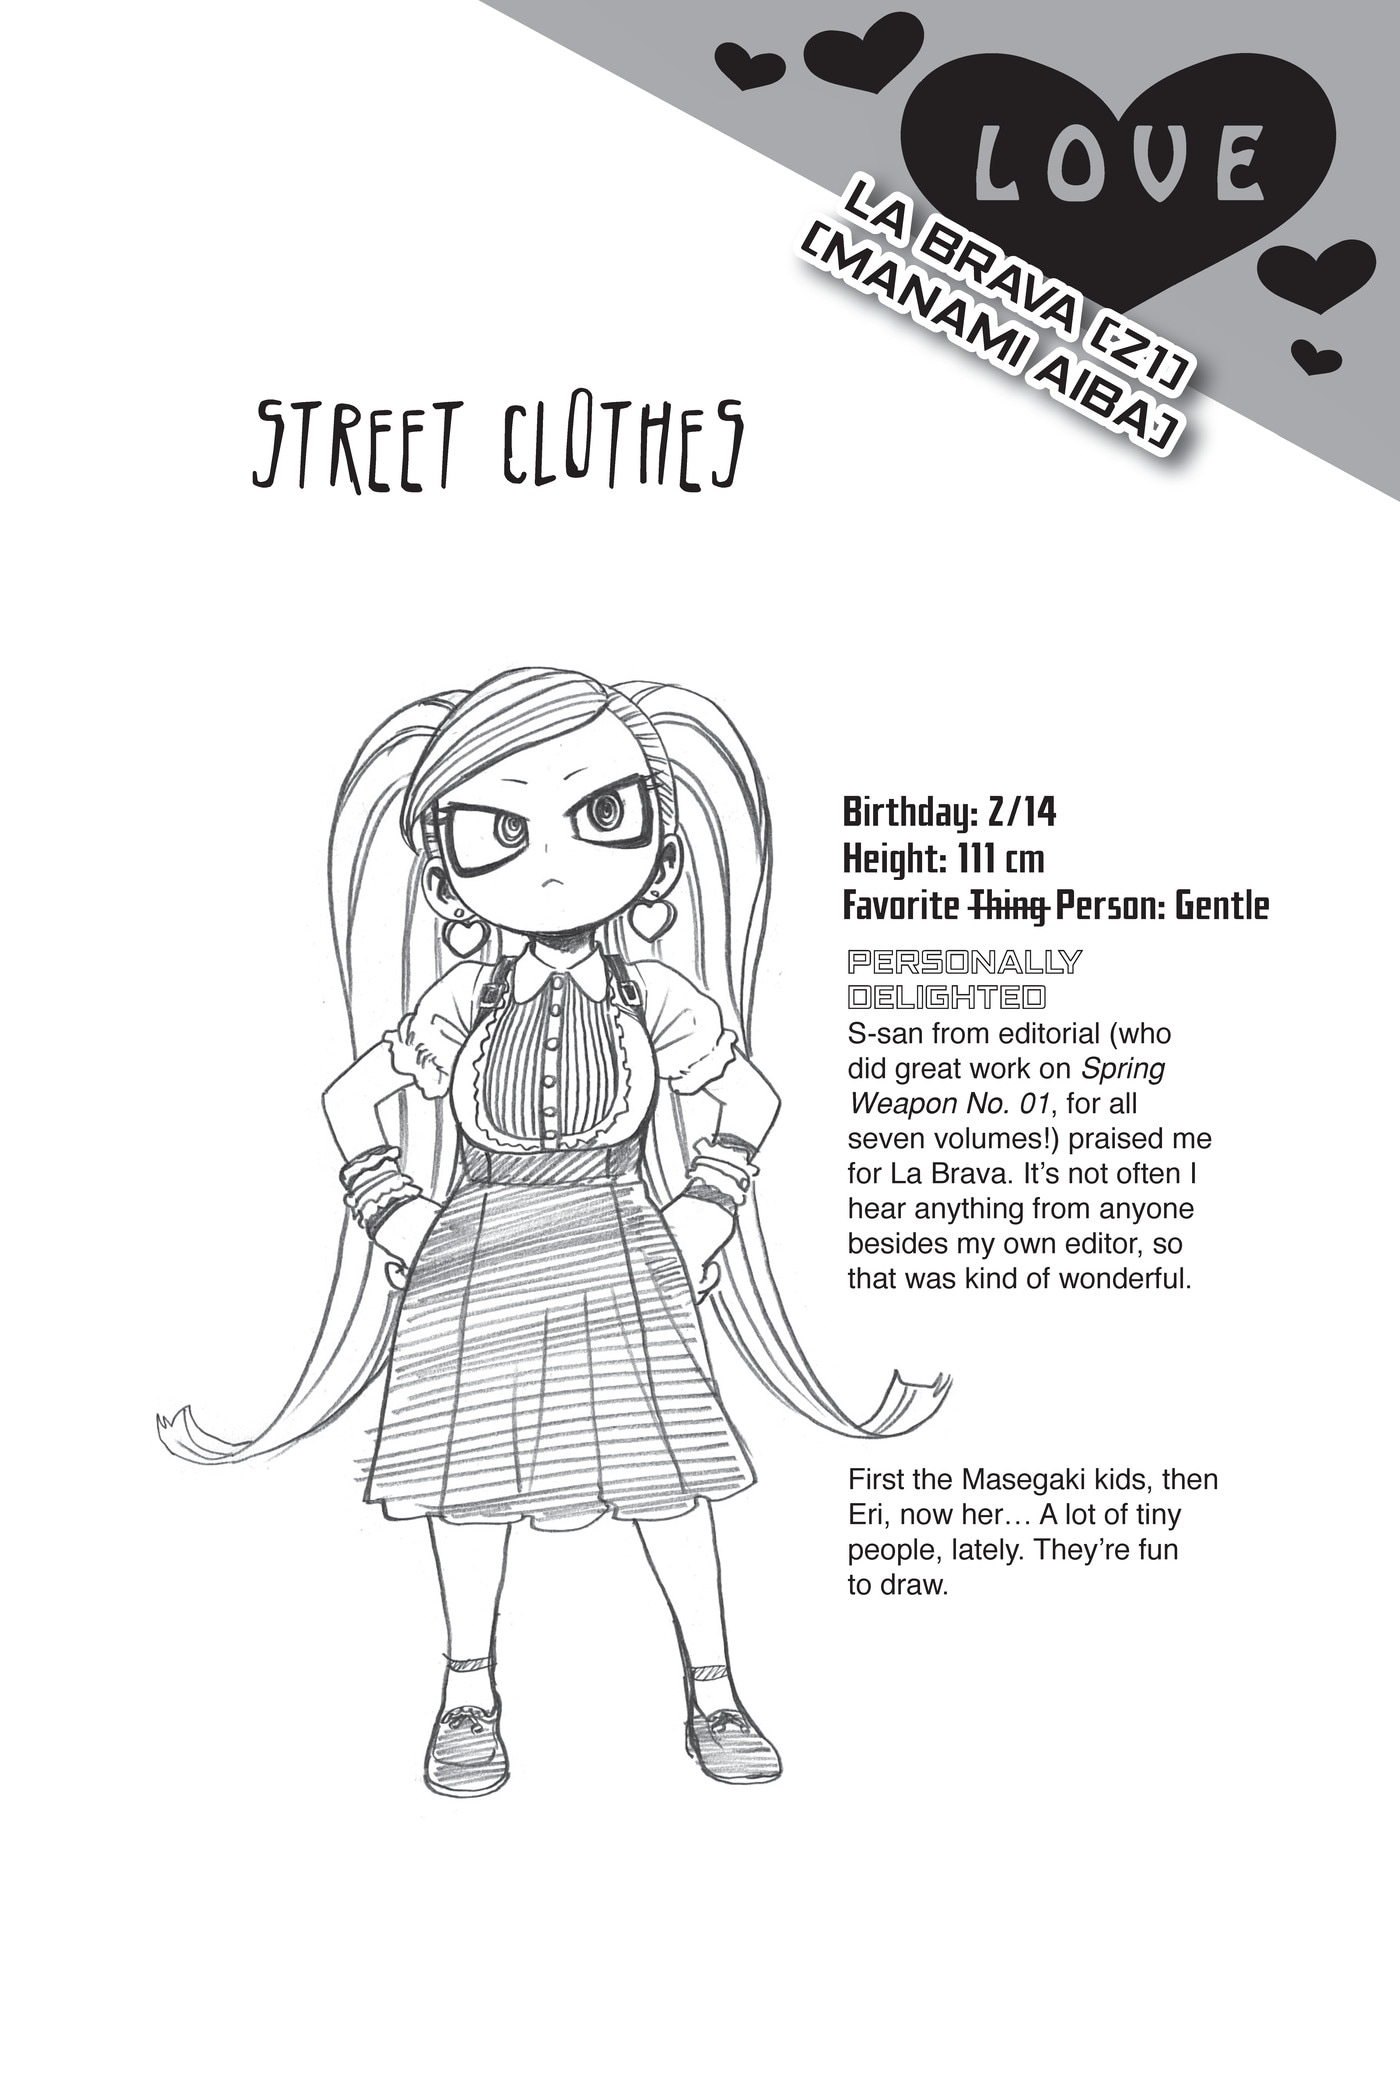 LOVE
LA BRAVA (21)
(MANAMI AIBA)
STREET CLOTHES
Birthday: 2/14
Height: 111 cm
Favorite Thing Person: Gentle
PERSONALLY
DELIGHTED
S-san from editorial (who
did great work on Spring
Weapon No. 01, for all
seven volumes!) praised me
for La Brava. It’s not often I
hear anything from anyone
besides my own editor, so
that was kind of wonderful.
First the Masegaki kids, then
Eri, now her… A lot of tiny
people, lately. They’re fun
to draw.